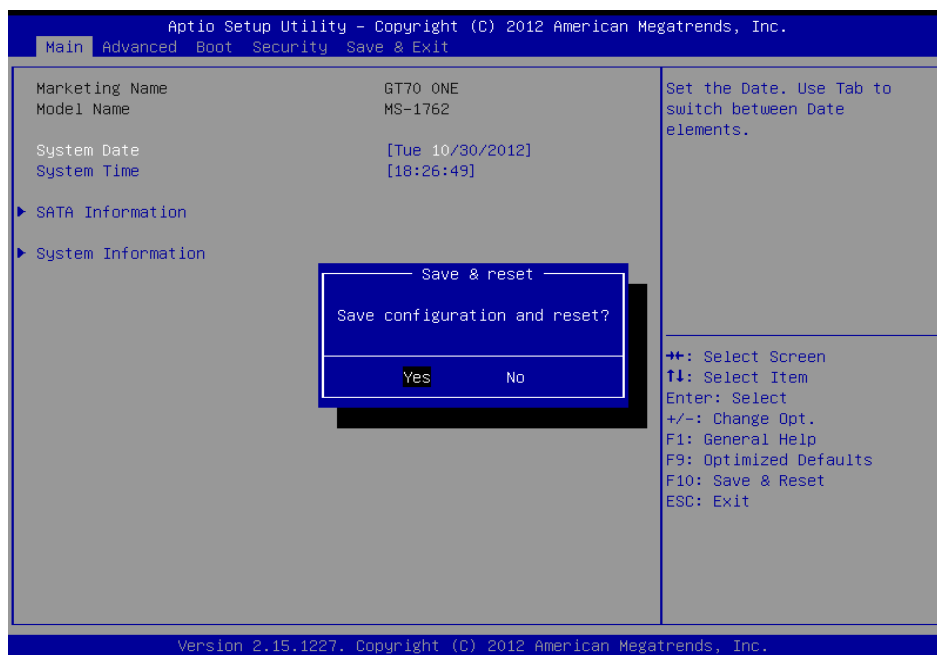 Aptio Setup Utility – Copyright (C) 2012 American Megatrends, Inc.
Main Advanced Boot Security Save & Exit
Marketing Name GT70 ONE
Model Name MS-1762
System Date [Tue 10/30/2012]
System Time [18:26:49]
▶ SATA Information
▶ System Information
Set the Date. Use Tab to
switch between Date
elements.
Save & reset
Save configuration and reset?
Yes No
→←: Select Screen
↑↓: Select Item
Enter: Select
+/-: Change Opt.
F1: General Help
F9: Optimized Defaults
F10: Save & Reset
ESC: Exit
Version 2.15.1227. Copyright (C) 2012 American Megatrends, Inc.